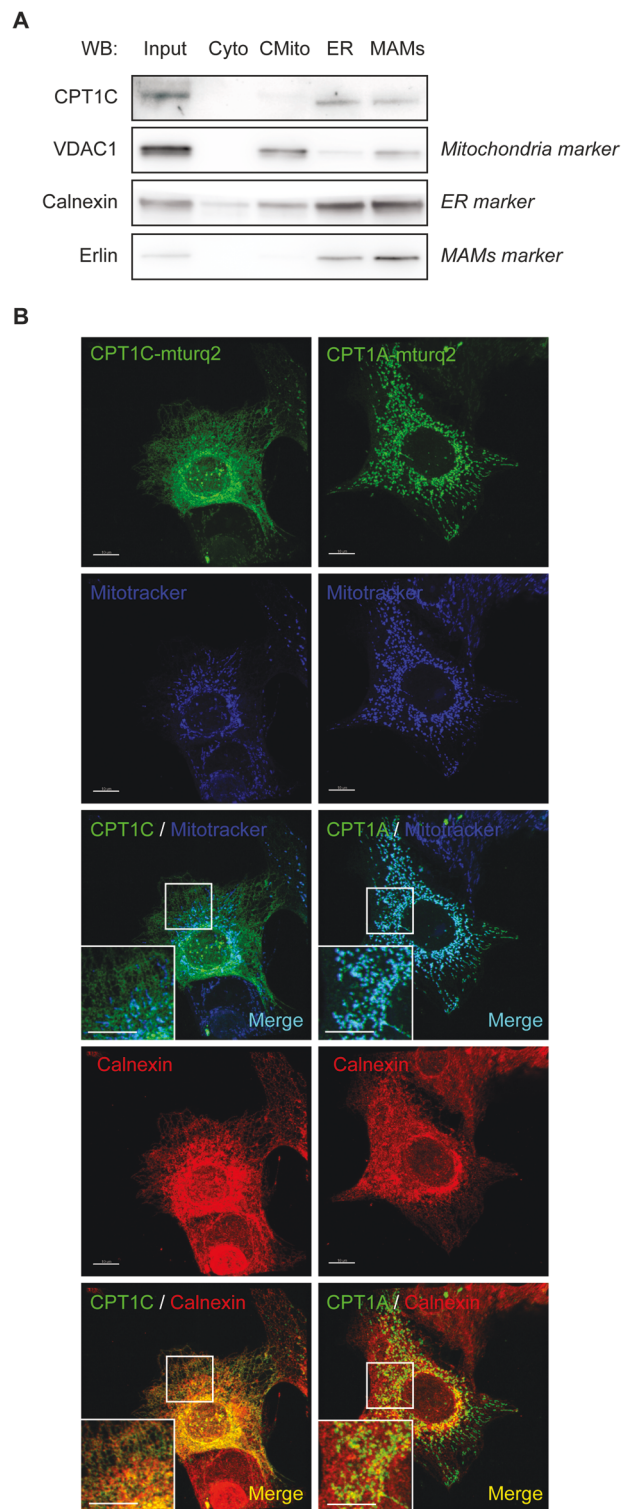 A
WB: Input Cyto CMito ER MAMs
CPT1C
VDAC1 Mitochondria marker
Calnexin ER marker
Erlin MAMs marker
B
CPT1C-mturq2 CPT1A-mturq2
Mitotracker Mitotracker
CPT1C / Mitotracker CPT1A / Mitotracker
Merge Merge
Calnexin Calnexin
CPT1C / Calnexin CPT1A / Calnexin
Merge Merge